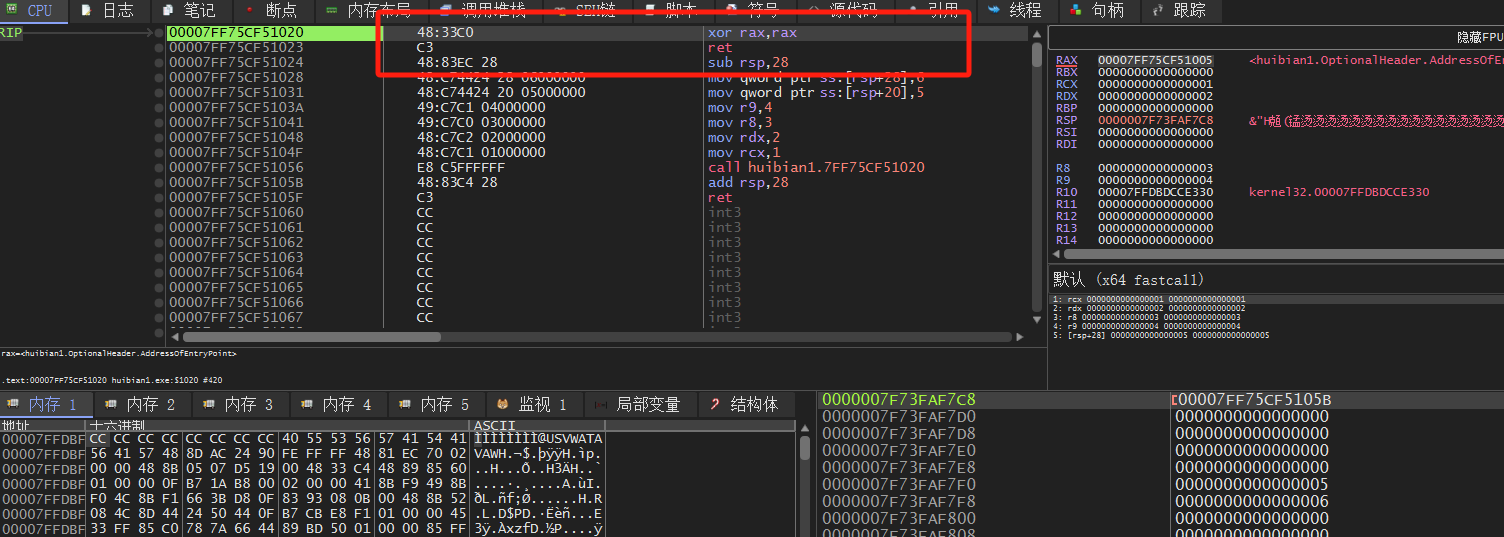 CPU 日志 笔记 断点 内存布局 调用堆栈 SEH链 脚本 符号 源代码 引用 线程 句柄 跟踪
隐藏FPU
RIP
00007FF75CF51020 48:33C0 xor rax,rax
00007FF75CF51023 C3 ret
00007FF75CF51024 48:83EC 28 sub rsp,28
48:C74424 28 06000000 mov qword ptr ss:[rsp+28],6
00007FF75CF51031 48:C74424 20 05000000 mov qword ptr ss:[rsp+20],5
00007FF75CF5103A 49:C7C1 04000000 mov r9,4
00007FF75CF51041 49:C7C0 03000000 mov r8,3
00007FF75CF51048 48:C7C2 02000000 mov rdx,2
00007FF75CF5104F 48:C7C1 01000000 mov rcx,1
00007FF75CF51056 E8 C5FFFFFF call huibian1.7FF75CF51020
00007FF75CF5105B 48:83C4 28 add rsp,28
00007FF75CF5105F C3 ret
00007FF75CF51060 CC int3
00007FF75CF51061 CC int3
00007FF75CF51062 CC int3
00007FF75CF51063 CC int3
00007FF75CF51064 CC int3
00007FF75CF51065 CC int3
00007FF75CF51066 CC int3
00007FF75CF51067 CC int3
RAX 00007FF75CF51005 <huibian1.OptionalHeader.AddressOfEn
RBX 0000000000000000
RCX 0000000000000001
RDX 0000000000000002
RBP 0000000000000000
RSP 0000007F73FAF7C8
RSI 0000000000000000
RDI 0000000000000000
R8 0000000000000003
R9 0000000000000004
R10 00007FFDBDCCE330 kernel32.00007FFDBDCCE330
R11 0000000000000000
R12 0000000000000000
R13 0000000000000000
R14 0000000000000000
默认 (x64 fastcall)
1: rcx 0000000000000001 0000000000000001
2: rdx 0000000000000002 0000000000000002
3: r8 0000000000000003 0000000000000003
4: r9 0000000000000004 0000000000000004
5: [rsp+28] 0000000000000005 0000000000000005
rax=<huibian1.OptionalHeader.AddressOfEntryPoint>
.text:00007FF75CF51020 huibian1.exe:$1020 #420
内存 1 内存 2 内存 3 内存 4 内存 5 监视 1 局部变量 结构体
地址 十六进制 ASCII
00007FFDBF CC CC CC CC CC CC CC CC 40 55 53 56 57 41 54 41 ÌÌÌÌÌÌÌÌ@USVWATA
00007FFDBF 56 41 57 48 8D AC 24 90 FE FF FF 48 81 EC 70 02 VAWH.¬$.þÿÿH.ìp.
00007FFDBF 00 00 48 8B 05 07 D5 19 00 48 33 C4 48 89 85 60 ..H...Õ..H3ÄH..`
00007FFDBF 01 00 00 0F B7 1A B8 00 02 00 00 41 8B F9 49 8B ....·.¸....A.ùI.
00007FFDBF F0 4C 8B F1 66 3B D8 0F 83 93 08 0B 00 48 8B 52 ðL.ñf;Ø......H.R
00007FFDBF 08 4C 8D 44 24 50 44 0F B7 CB E8 F1 01 00 00 45 .L.D$PD.·Ëèñ...E
00007FFDBF 33 FF 85 C0 78 7A 66 44 89 BD 50 01 00 00 85 FF 3ÿ.ÀxzfD.½P....ÿ
0000007F73FAF7C8 00007FF75CF5105B
0000007F73FAF7D0 0000000000000000
0000007F73FAF7D8 0000000000000000
0000007F73FAF7E0 0000000000000000
0000007F73FAF7E8 0000000000000000
0000007F73FAF7F0 0000000000000005
0000007F73FAF7F8 0000000000000006
0000007F73FAF800 0000000000000000
0000007F73FAF808 0000000000000000